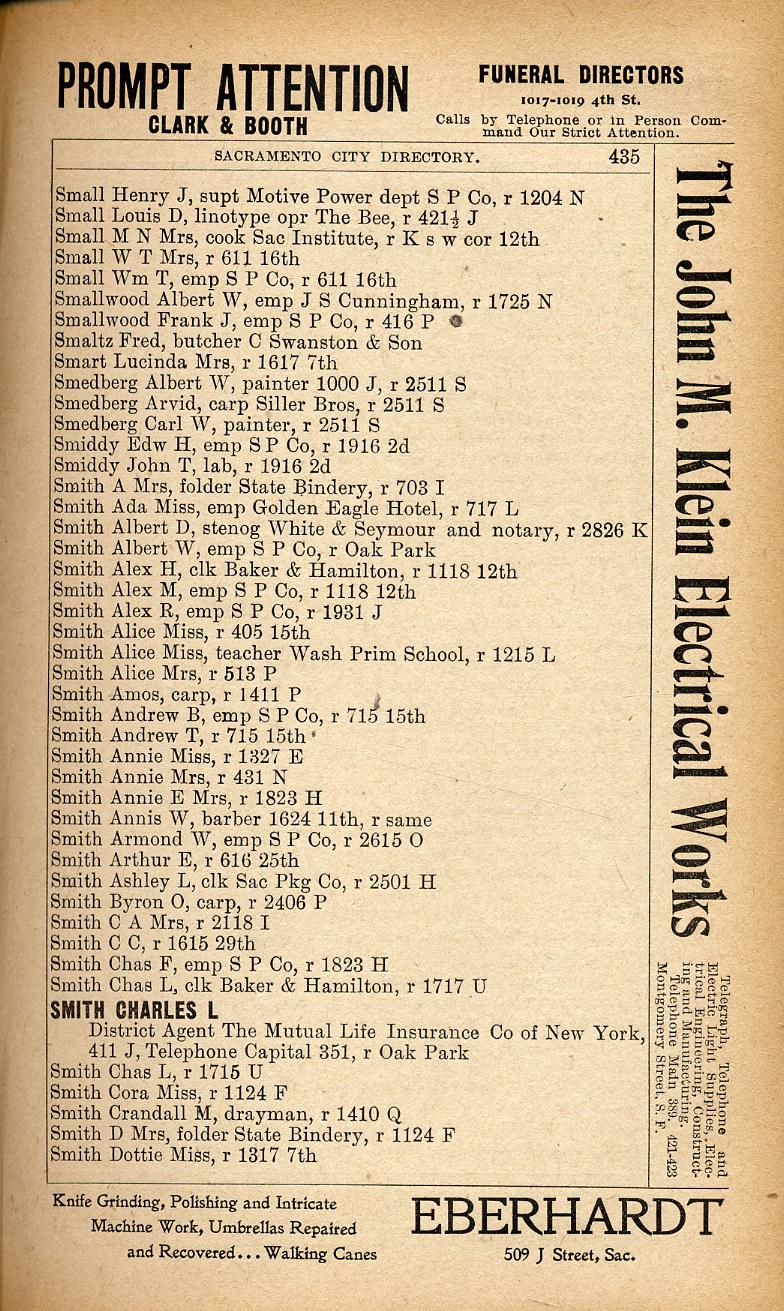 PROMPT ATTENTION
CLARK & BOOTH
FUNERAL DIRECTORS
1017-1019 4th St.
Calls by Telephone or in Person Com-
mand Our Strict Attention.
SACRAMENTO CITY DIRECTORY. 435
Small Henry J, supt Motive Power dept S P Co, r 1204 N
Small Louis D, linotype opr The Bee, r 421½ J
Small M N Mrs, cook Sac Institute, r K s w cor 12th
Small W T Mrs, r 611 16th
Small Wm T, emp S P Co, r 611 16th
Smallwood Albert W, emp J S Cunningham, r 1725 N
Smallwood Frank J, emp S P Co, r 416 P
Smaltz Fred, butcher C Swanston & Son
Smart Lucinda Mrs, r 1617 7th
Smedberg Albert W, painter 1000 J, r 2511 S
Smedberg Arvid, carp Siller Bros, r 2511 S
Smedberg Carl W, painter, r 2511 S
Smiddy Edw H, emp S P Co, r 1916 2d
Smiddy John T, lab, r 1916 2d
Smith A Mrs, folder State Bindery, r 703 I
Smith Ada Miss, emp Golden Eagle Hotel, r 717 L
Smith Albert D, stenog White & Seymour and notary, r 2826 K
Smith Albert W, emp S P Co, r Oak Park
Smith Alex H, clk Baker & Hamilton, r 1118 12th
Smith Alex M, emp S P Co, r 1118 12th
Smith Alex R, emp S P Co, r 1931 J
Smith Alice Miss, r 405 15th
Smith Alice Miss, teacher Wash Prim School, r 1215 L
Smith Alice Mrs, r 513 P
Smith Amos, carp, r 1411 P
Smith Andrew B, emp S P Co, r 715 15th
Smith Andrew T, r 715 15th
Smith Annie Miss, r 1327 E
Smith Annie Mrs, r 431 N
Smith Annie E Mrs, r 1823 H
Smith Annis W, barber 1624 11th, r same
Smith Armond W, emp S P Co, r 2615 O
Smith Arthur E, r 616 25th
Smith Ashley L, clk Sac Pkg Co, r 2501 H
Smith Byron O, carp, r 2406 P
Smith C A Mrs, r 2118 I
Smith C C, r 1615 29th
Smith Chas F, emp S P Co, r 1823 H
Smith Chas L, clk Baker & Hamilton, r 1717 U
SMITH CHARLES L
District Agent The Mutual Life Insurance Co of New York,
411 J, Telephone Capital 351, r Oak Park
Smith Chas L, r 1715 U
Smith Cora Miss, r 1124 F
Smith Crandall M, drayman, r 1410 Q
Smith D Mrs, folder State Bindery, r 1124 F
Smith Dottie Miss, r 1317 7th
The John M. Klein Electrical Works
Telegraph, Telephone and
Electric Light Supplies, Elec-
trical Engineering, Construct-
ing and Manufacturing.
Telephone Main 389. 421-423
Montgomery Street, S. F.
Knife Grinding, Polishing and Intricate
Machine Work, Umbrellas Repaired
and Recovered... Walking Canes
EBERHARDT
509 J Street, Sac.